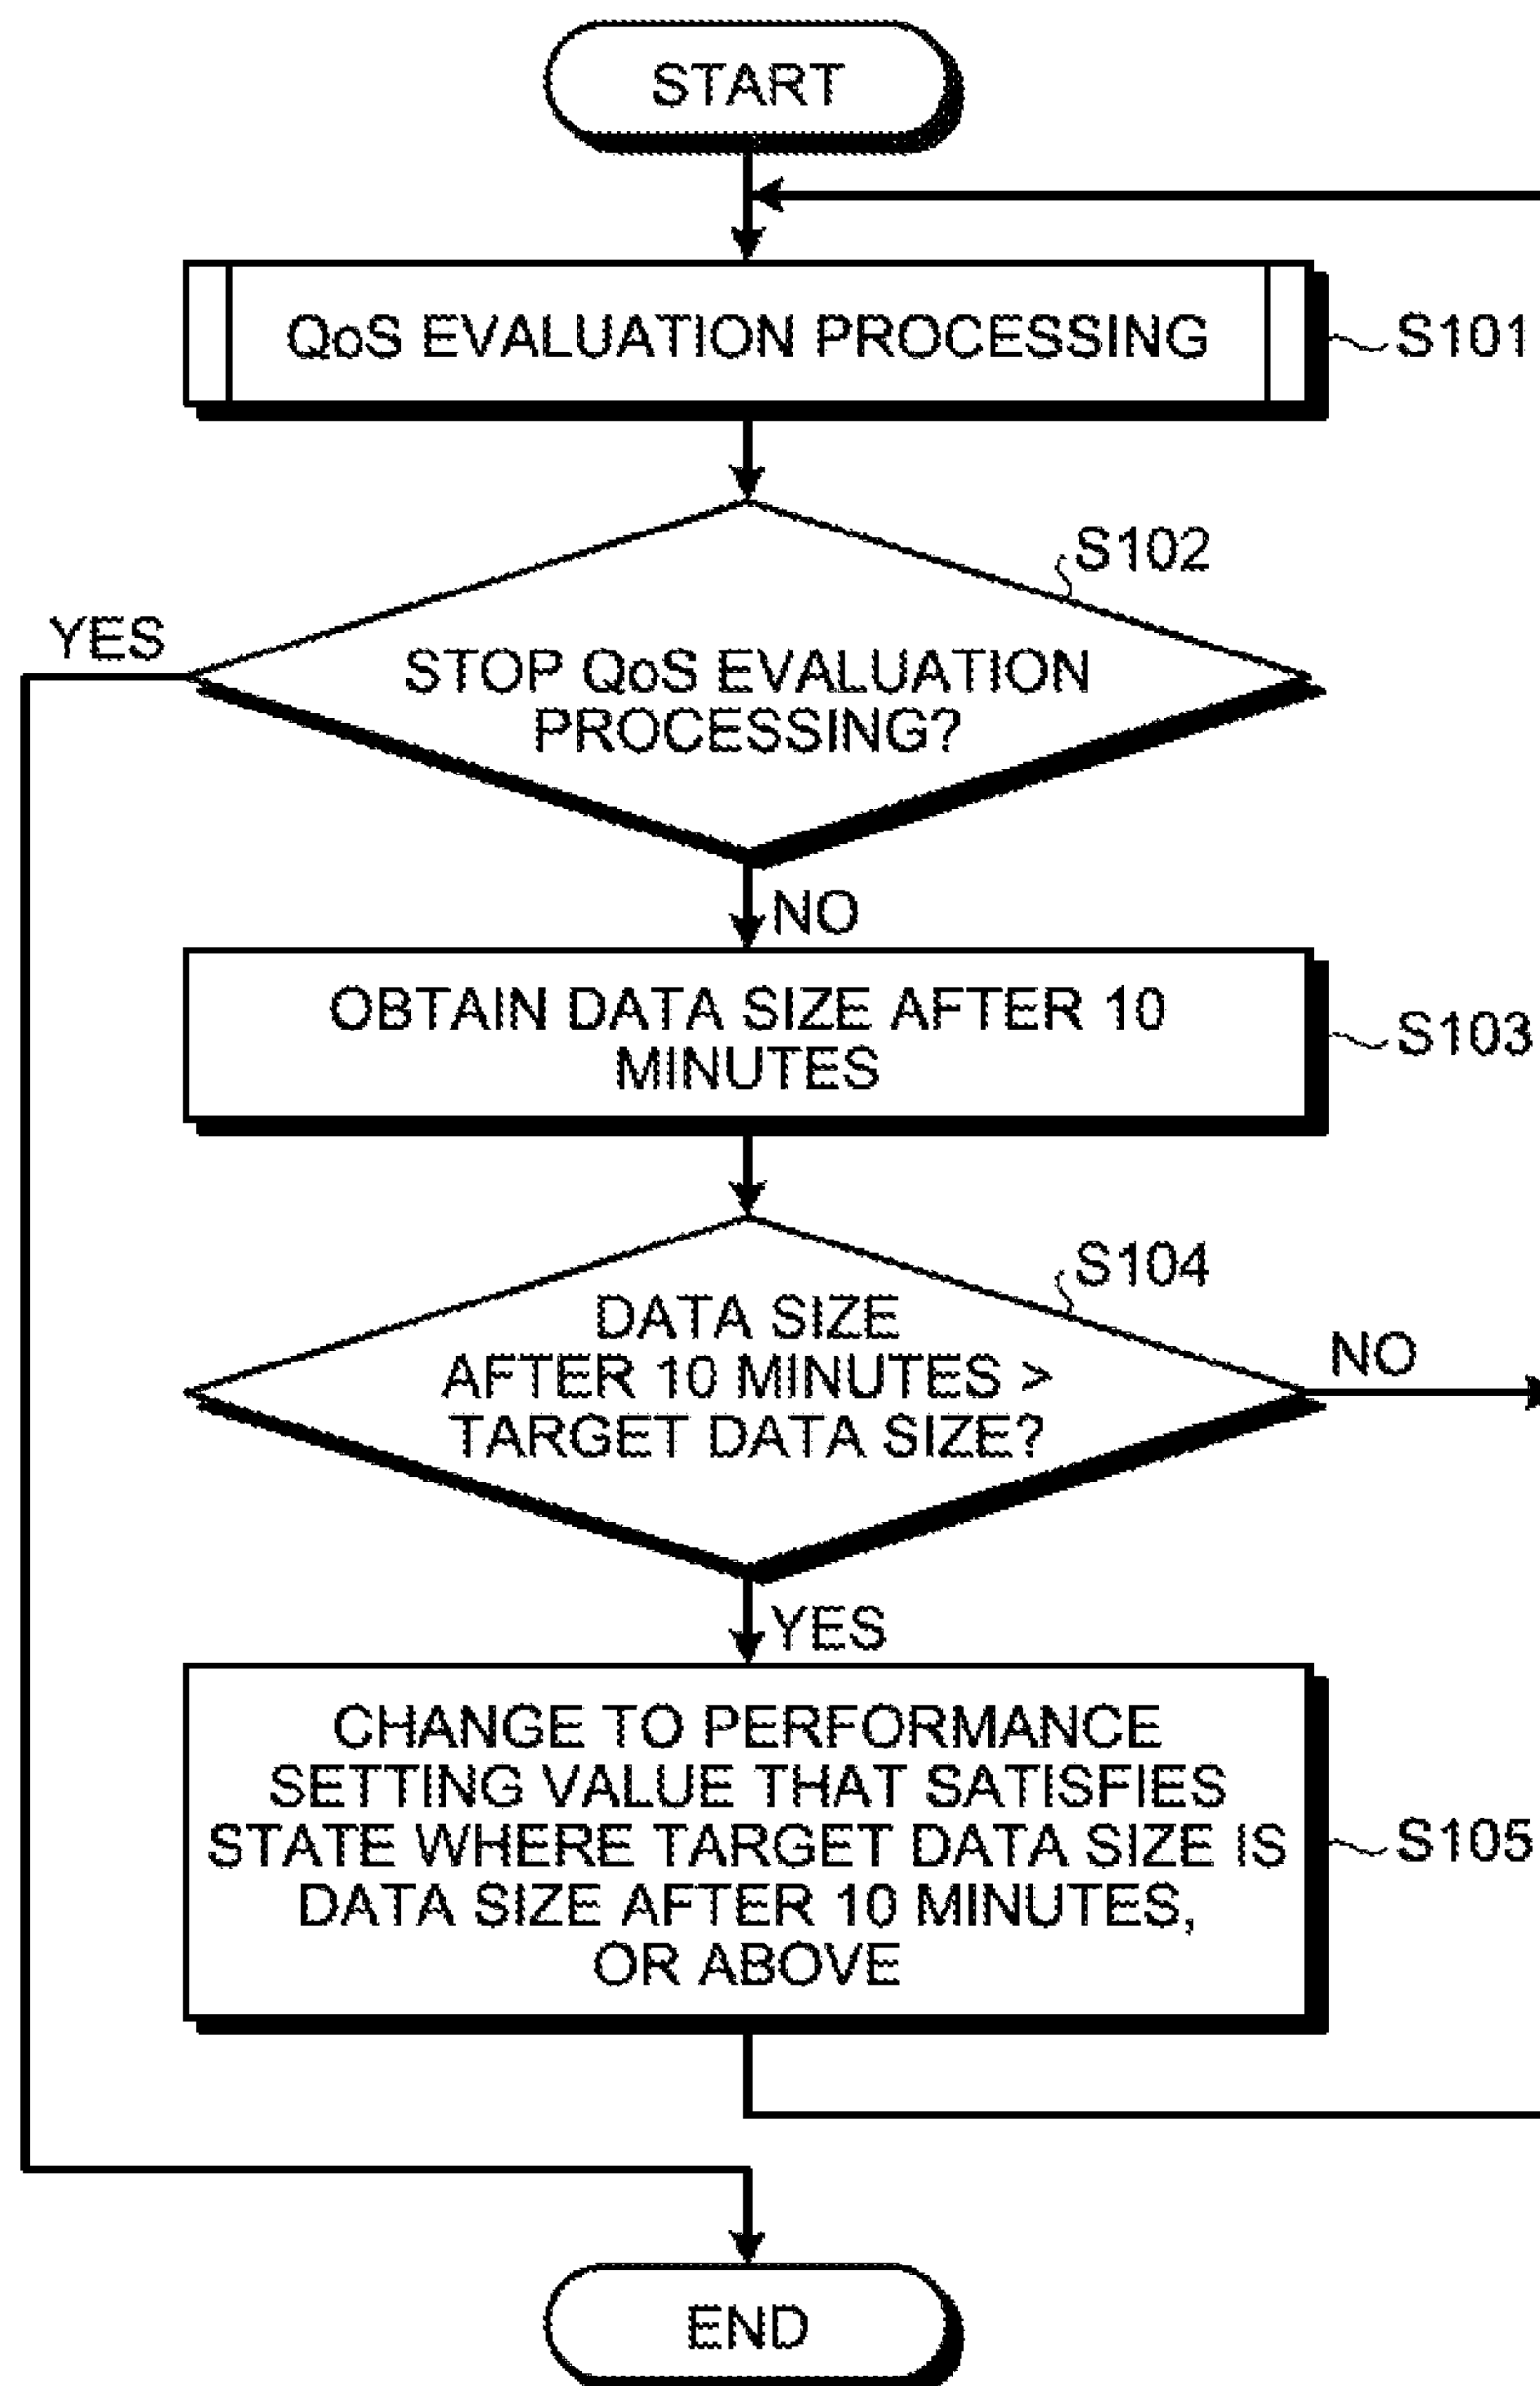 START
QoS EVALUATION PROCESSING
S101
S102
YES
STOP QoS EVALUATION
PROCESSING?
NO
OBTAIN DATA SIZE AFTER 10
MINUTES
S103
S104
DATA SIZE
AFTER 10 MINUTES >
TARGET DATA SIZE?
NO
YES
CHANGE TO PERFORMANCE
SETTING VALUE THAT SATISFIES
STATE WHERE TARGET DATA SIZE IS
DATA SIZE AFTER 10 MINUTES,
OR ABOVE
S105
END